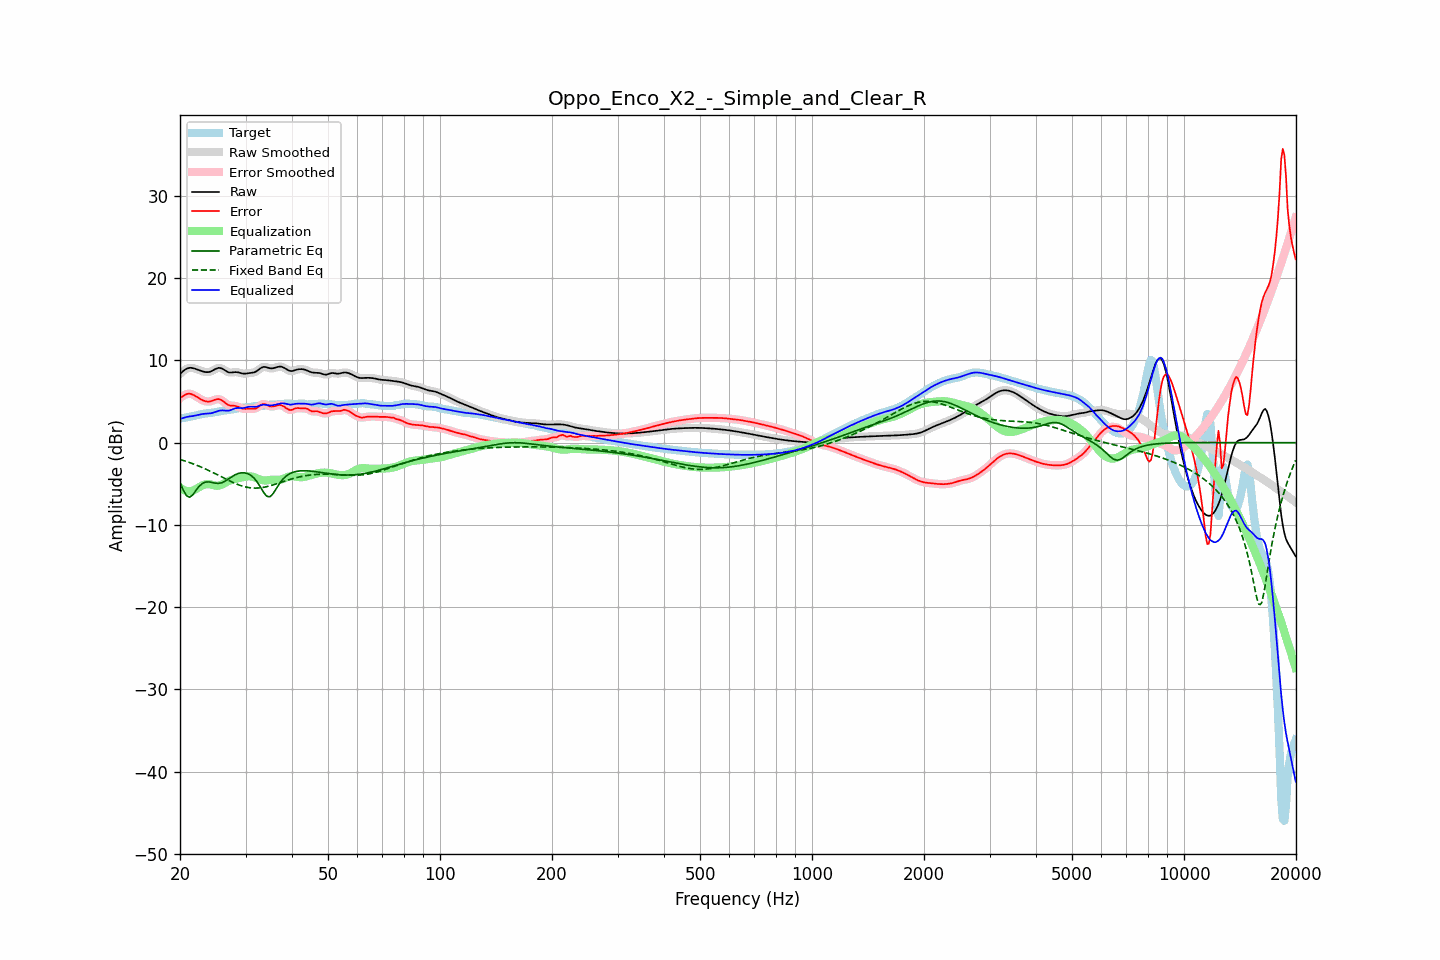 Oppo_Enco_X2_-_Simple_and_Clear_R
Target
Raw Smoothed
Error Smoothed
Raw
Error
Equalization
Parametric Eq
Fixed Band Eq
Equalized
30
20
10
0
−10
−20
−30
−40
−50
Amplitude (dBr)
20 50 100 200 500 1000 2000 5000 10000 20000
Frequency (Hz)